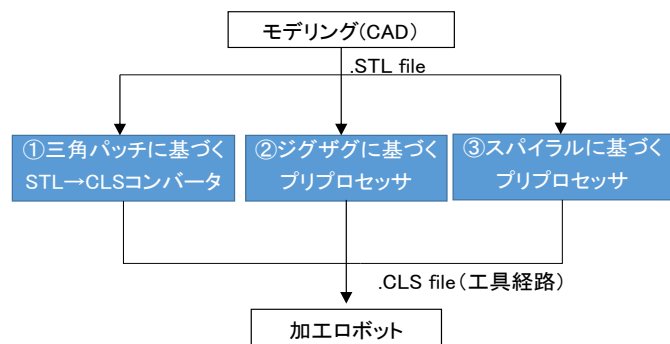 モデリング(CAD)
.STL file
①三角パッチに基づく
STL→CLSコンバータ
②ジグザグに基づく
プリプロセッサ
③スパイラルに基づく
プリプロセッサ
.CLS file(工具経路)
加工ロボット